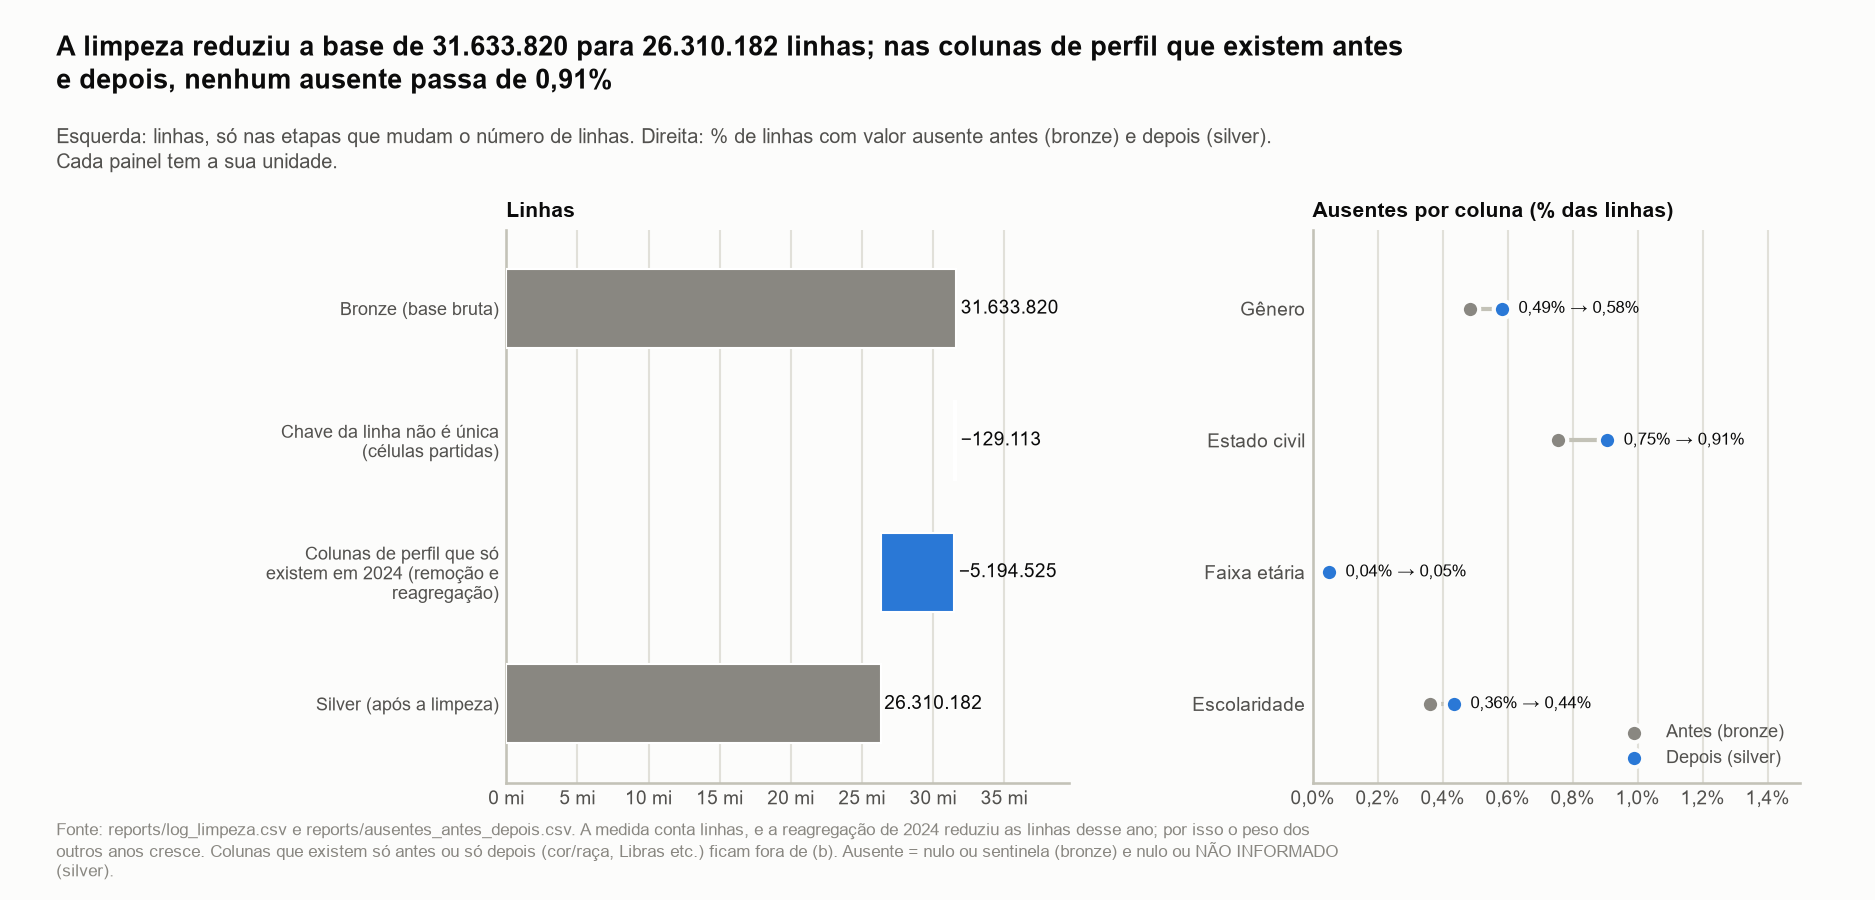 A limpeza reduziu a base de 31.633.820 para 26.310.182 linhas; nas colunas de perfil que existem antes
e depois, nenhum ausente passa de 0,91%
Esquerda: linhas, só nas etapas que mudam o número de linhas. Direita: % de linhas com valor ausente antes (bronze) e depois (silver).
Cada painel tem a sua unidade.
Linhas
Bronze (base bruta)
31.633.820
Chave da linha não é única
(células partidas)
−129.113
Colunas de perfil que só
existem em 2024 (remoção e
reagregação)
−5.194.525
Silver (após a limpeza)
26.310.182
0 mi 5 mi 10 mi 15 mi 20 mi 25 mi 30 mi 35 mi
Ausentes por coluna (% das linhas)
Gênero
0,49% → 0,58%
Estado civil
0,75% → 0,91%
Faixa etária
0,04% → 0,05%
Escolaridade
0,36% → 0,44%
Antes (bronze)
Depois (silver)
0,0% 0,2% 0,4% 0,6% 0,8% 1,0% 1,2% 1,4%
Fonte: reports/log_limpeza.csv e reports/ausentes_antes_depois.csv. A medida conta linhas, e a reagregação de 2024 reduziu as linhas desse ano; por isso o peso dos
outros anos cresce. Colunas que existem só antes ou só depois (cor/raça, Libras etc.) ficam fora de (b). Ausente = nulo ou sentinela (bronze) e nulo ou NÃO INFORMADO
(silver).